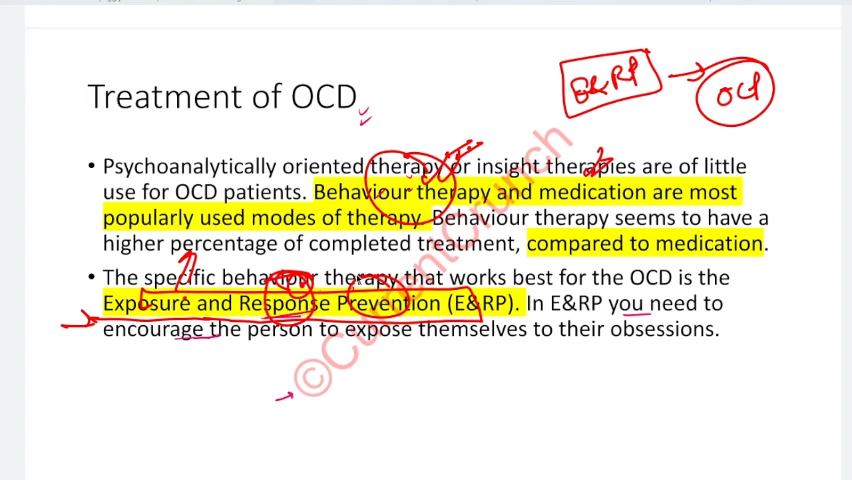 E&RP → OCD
Treatment of OCD
• Psychoanalytically oriented therapy or insight therapies are of little
use for OCD patients. Behaviour therapy and medication are most
popularly used modes of therapy. Behaviour therapy seems to have a
higher percentage of completed treatment, compared to medication.
• The specific behaviour therapy that works best for the OCD is the
Exposure and Response Prevention (E&RP). In E&RP you need to
encourage the person to expose themselves to their obsessions.
©CurrentCrunch